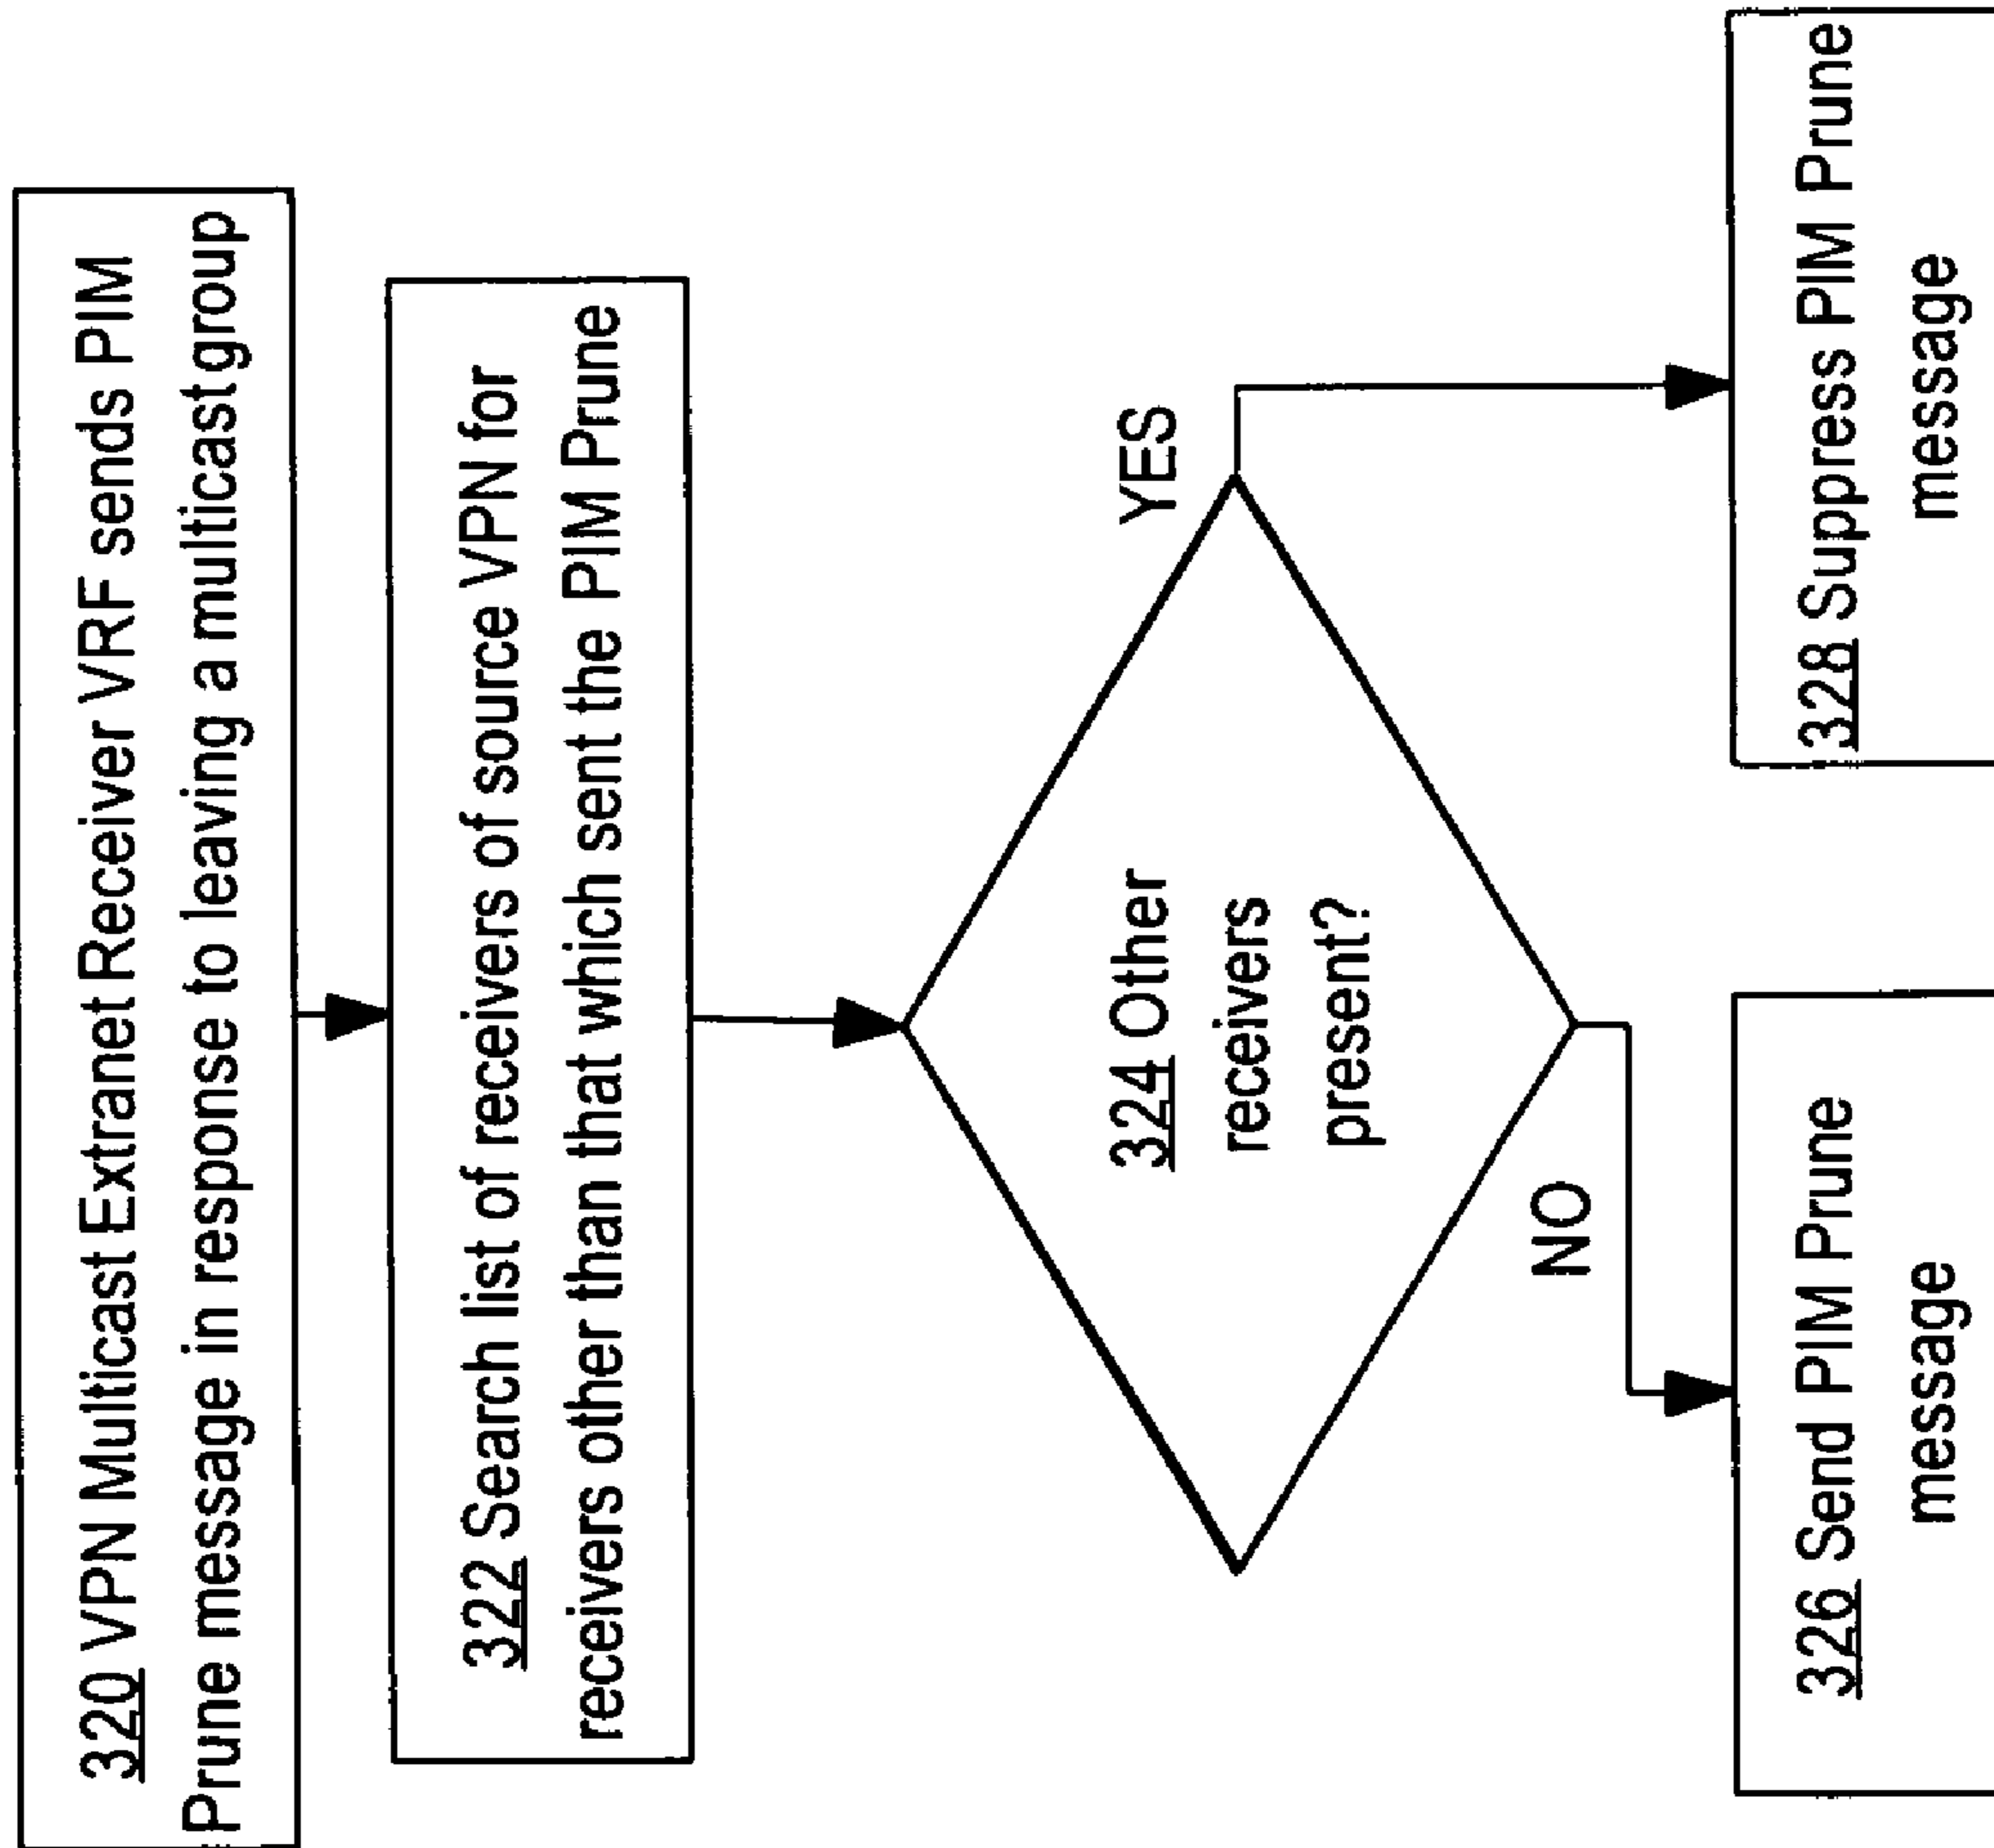 320 VPN Multicast Extranet Receiver VRF sends PIM
Prune message in response to leaving a multicast group
322 Search list of receivers of source VPN for
receivers other than that which sent the PIM Prune
324 Other
receivers
present?
YES
NO
326 Send PIM Prune
message
328 Suppress PIM Prune
message